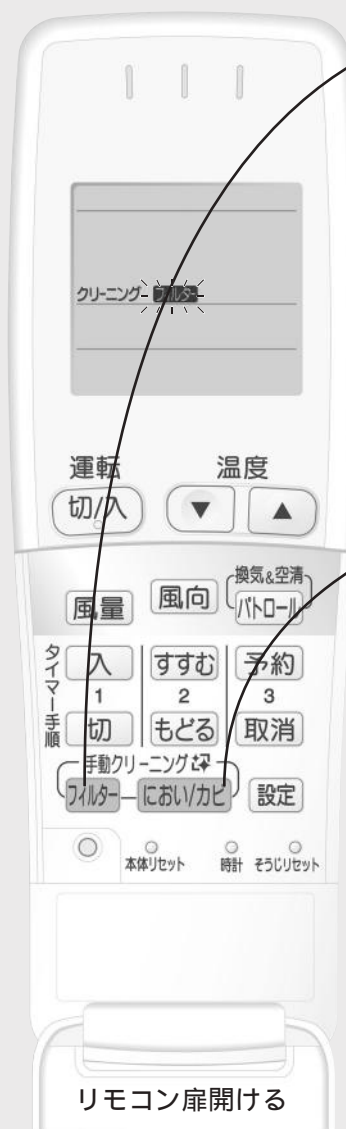 クリーニング フィルター
運転 温度
切/入 ▼ ▲
換気&空清
風量 風向 パトロール
タイマー手順
入 すすむ 予約
1 2 3
切 もどる 取消
手動クリーニング
フィルター におい/カビ 設定
本体リセット 時計 そうじリセット
リモコン扉開ける